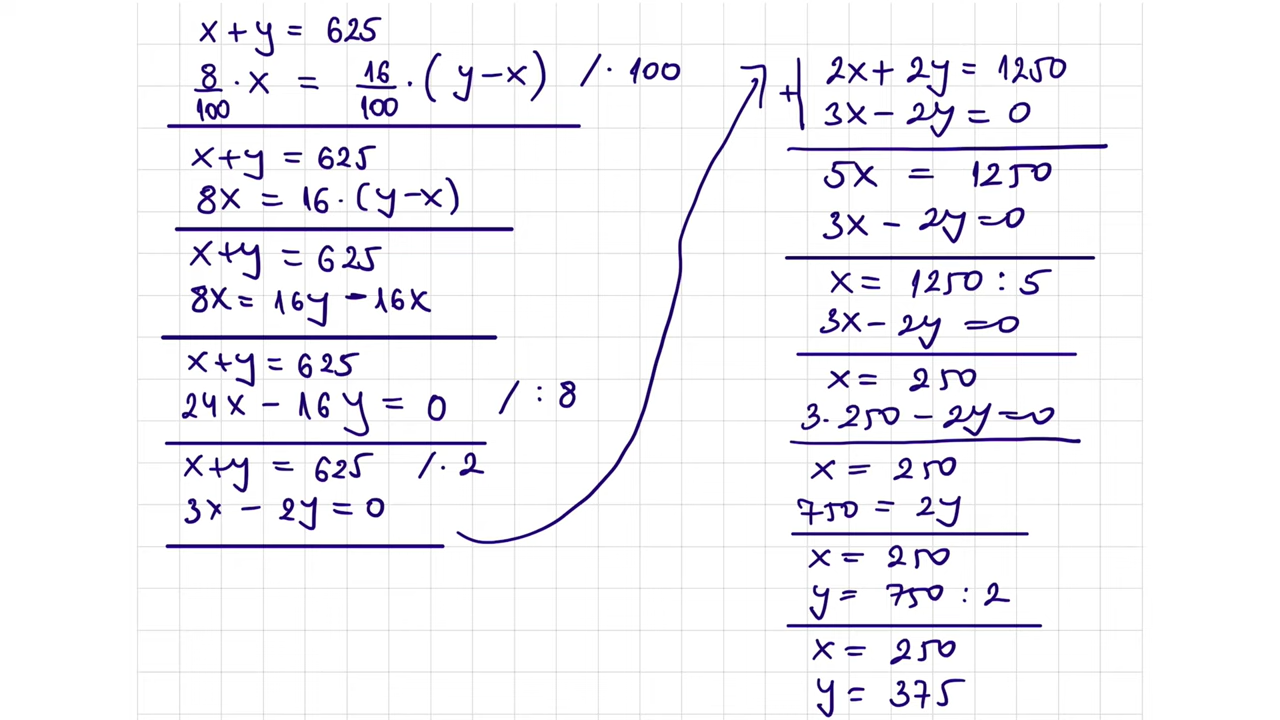 x + y = 625
8/100 · x = 16/100 · (y - x) / · 100
x + y = 625
8x = 16 · (y - x)
x + y = 625
8x = 16y - 16x
x + y = 625
24x - 16y = 0 / : 8
x + y = 625 / · 2
3x - 2y = 0
+| 2x + 2y = 1250
3x - 2y = 0
5x = 1250
3x - 2y = 0
x = 1250 : 5
3x - 2y = 0
x = 250
3 · 250 - 2y = 0
x = 250
750 = 2y
x = 250
y = 750 : 2
x = 250
y = 375